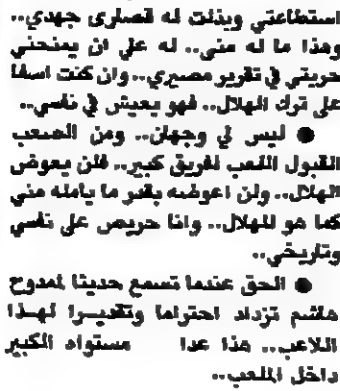 استطاعتي وبذلت له قصارى جهدي..
وهذا ما له مني.. له علي ان يمنحني
حريتي في تقرير مصيري.. وان كنت اسفا
على ترك الهلال.. فهو يعيش في نفسي..
● ليس لي وجهان.. ومن الصعب
القبول اللعب لفريق كبير.. فلن يعوض
الهلال.. ولن اعوضه بقدر ما يامله مني
كما هو للهلال.. وانا حريص على نفسي
وتاريخي..
● الحق عندما تسمع حديثا لممدوح
هاشم تزداد احتراما وتقديرا لهذا
اللاعب.. هذا عدا مستواه الكبير
داخل الملعب..